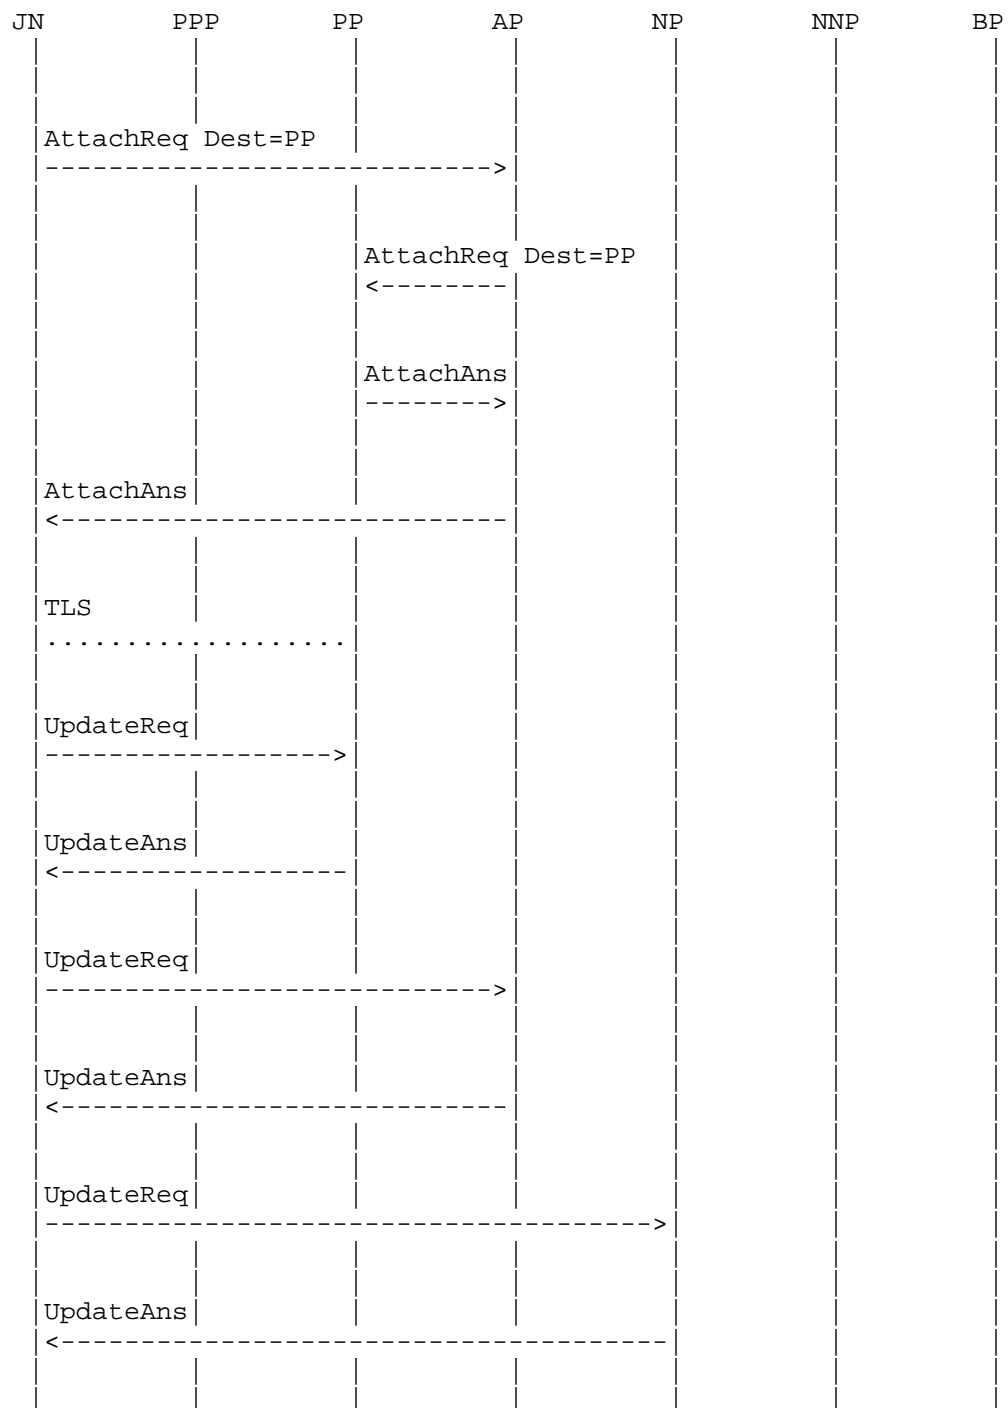 JN PPP PP AP NP NNP BP
AttachReq Dest=PP
AttachReq Dest=PP
AttachAns
AttachAns
TLS
UpdateReq
UpdateAns
UpdateReq
UpdateAns
UpdateReq
UpdateAns